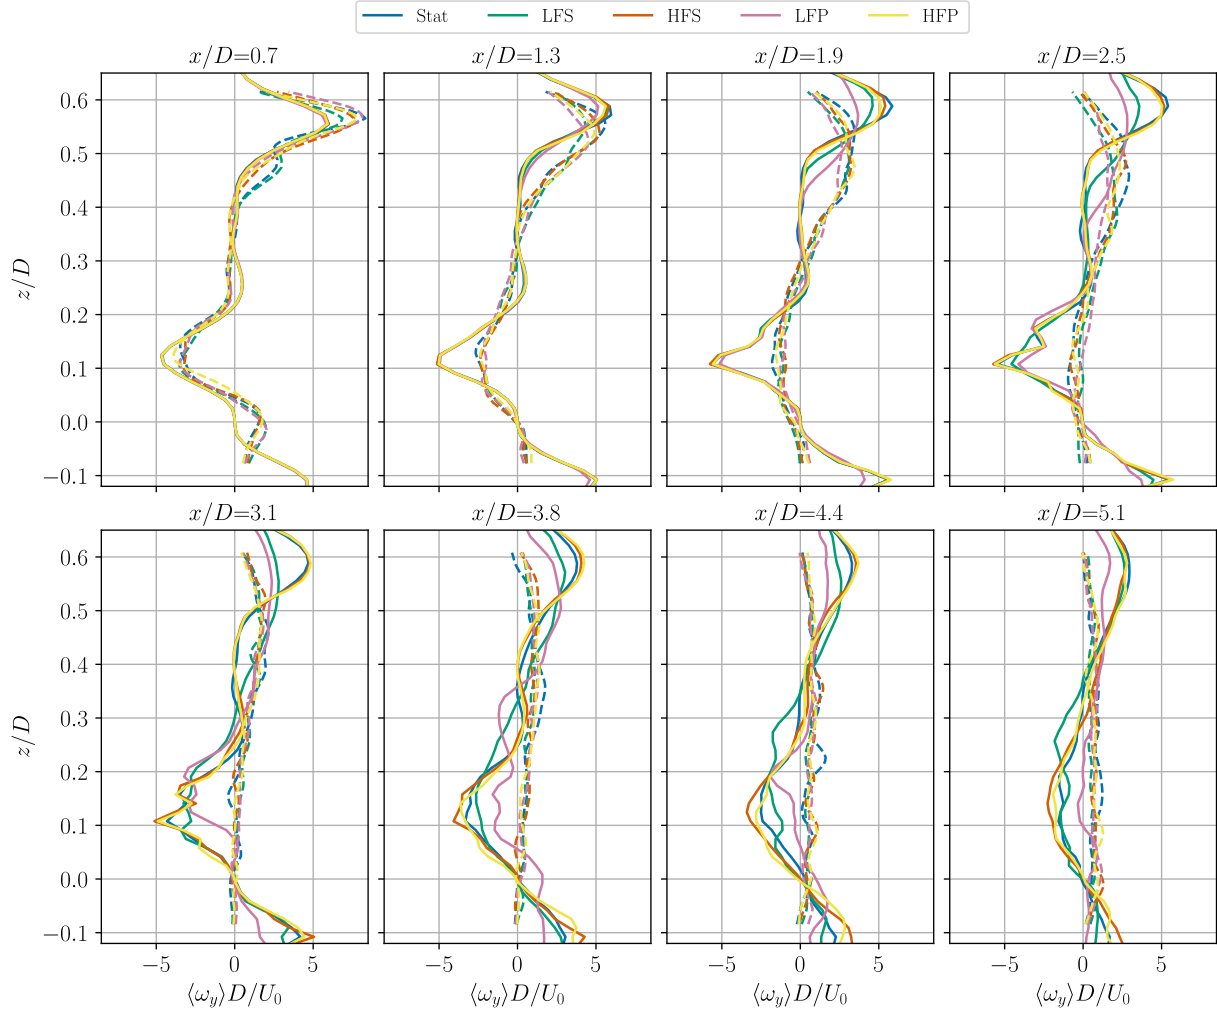 Stat LFS HFS LFP HFP
x/D=0.7 x/D=1.3 x/D=1.9 x/D=2.5
0.6
0.5
0.4
0.3
0.2
0.1
0.0
−0.1
z/D
x/D=3.1 x/D=3.8 x/D=4.4 x/D=5.1
0.6
0.5
0.4
0.3
0.2
0.1
0.0
−0.1
z/D
−5 0 5 −5 0 5 −5 0 5 −5 0 5
⟨ω_y⟩D/U_0 ⟨ω_y⟩D/U_0 ⟨ω_y⟩D/U_0 ⟨ω_y⟩D/U_0